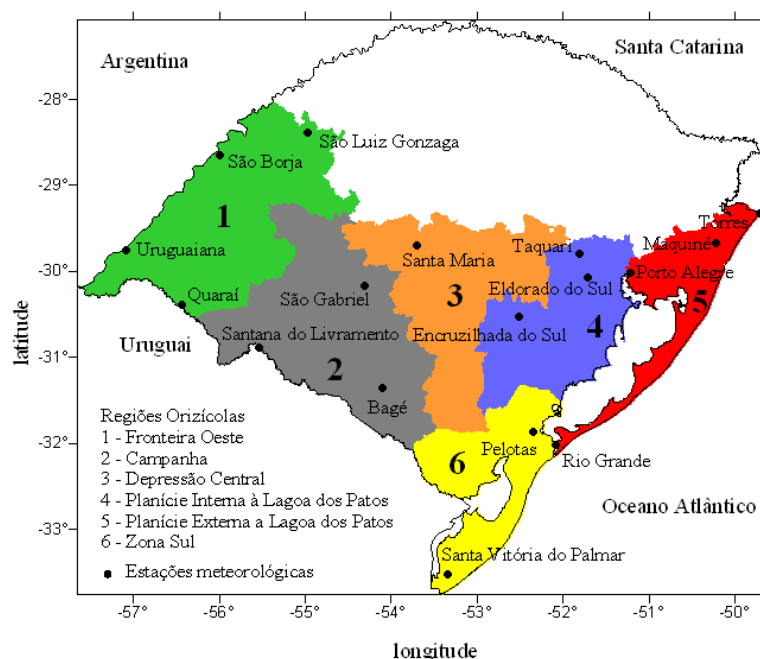 Argentina
Santa Catarina
-28°
-29°
-30°
-31°
-32°
-33°
latitude
São Luiz Gonzaga
São Borja
1
Uruguaiana
Quaraí
Torres
Maquiné
Taquari
Santa Maria
Porto Alegre
Eldorado do Sul
São Gabriel
3
5
4
Santana do Livramento
Encruzilhada do Sul
Uruguai
2
Bagé
Pelotas
6
Rio Grande
Oceano Atlântico
Santa Vitória do Palmar
Regiões Orizícolas
1 - Fronteira Oeste
2 - Campanha
3 - Depressão Central
4 - Planície Interna à Lagoa dos Patos
5 - Planície Externa a Lagoa dos Patos
6 - Zona Sul
Estações meteorológicas
-57° -56° -55° -54° -53° -52° -51° -50°
longitude